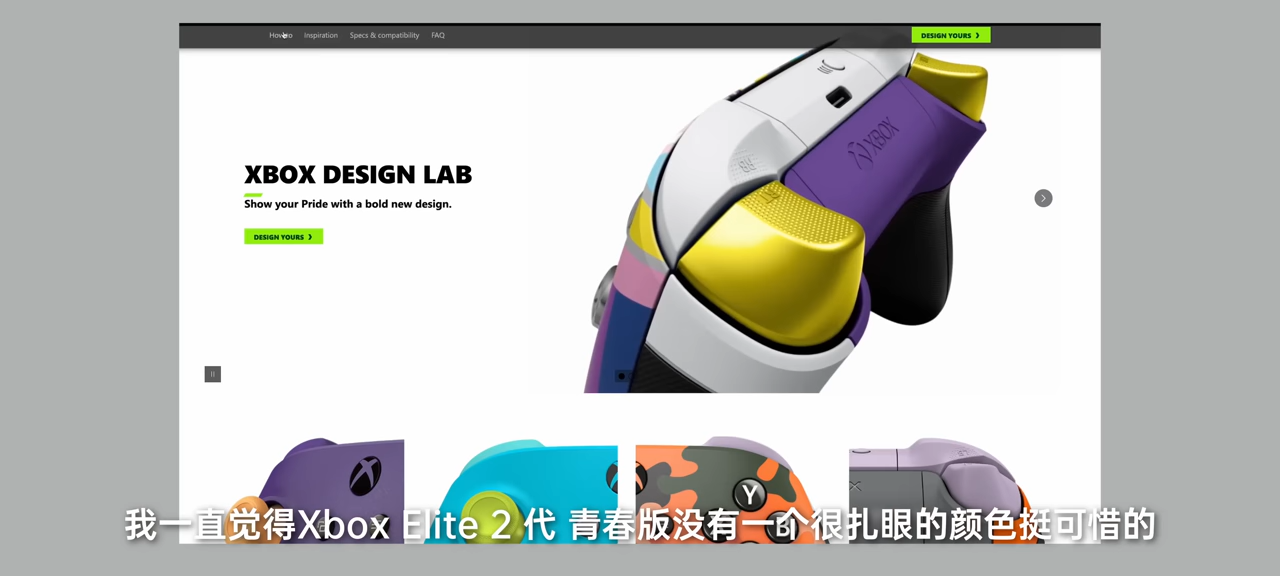 How to
Inspiration
Specs & compatibility
FAQ
DESIGN YOURS
XBOX
RB
XBOX DESIGN LAB
Show your Pride with a bold new design.
DESIGN YOURS
Y
B
我一直觉得Xbox Elite 2 代 青春版没有一个很扎眼的颜色挺可惜的